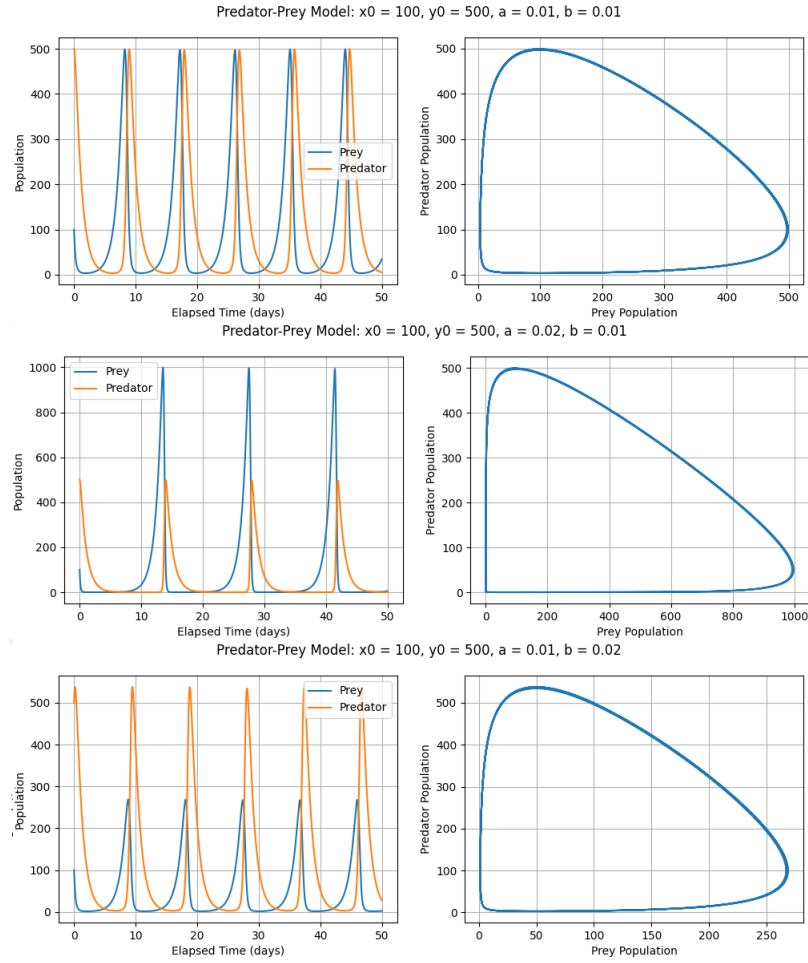 Predator-Prey Model: x0 = 100, y0 = 500, a = 0.01, b = 0.01
500
400
300
200
100
0
Population
Prey
Predator
0 10 20 30 40 50
Elapsed Time (days)
500
400
300
200
100
0
Predator Population
0 100 200 300 400 500
Prey Population
Predator-Prey Model: x0 = 100, y0 = 500, a = 0.02, b = 0.01
1000
800
600
400
200
0
Population
Prey
Predator
0 10 20 30 40 50
Elapsed Time (days)
500
400
300
200
100
0
Predator Population
0 200 400 600 800 1000
Prey Population
Predator-Prey Model: x0 = 100, y0 = 500, a = 0.01, b = 0.02
500
400
300
200
100
0
Population
Prey
Predator
0 10 20 30 40 50
Elapsed Time (days)
500
400
300
200
100
0
Predator Population
0 50 100 150 200 250
Prey Population